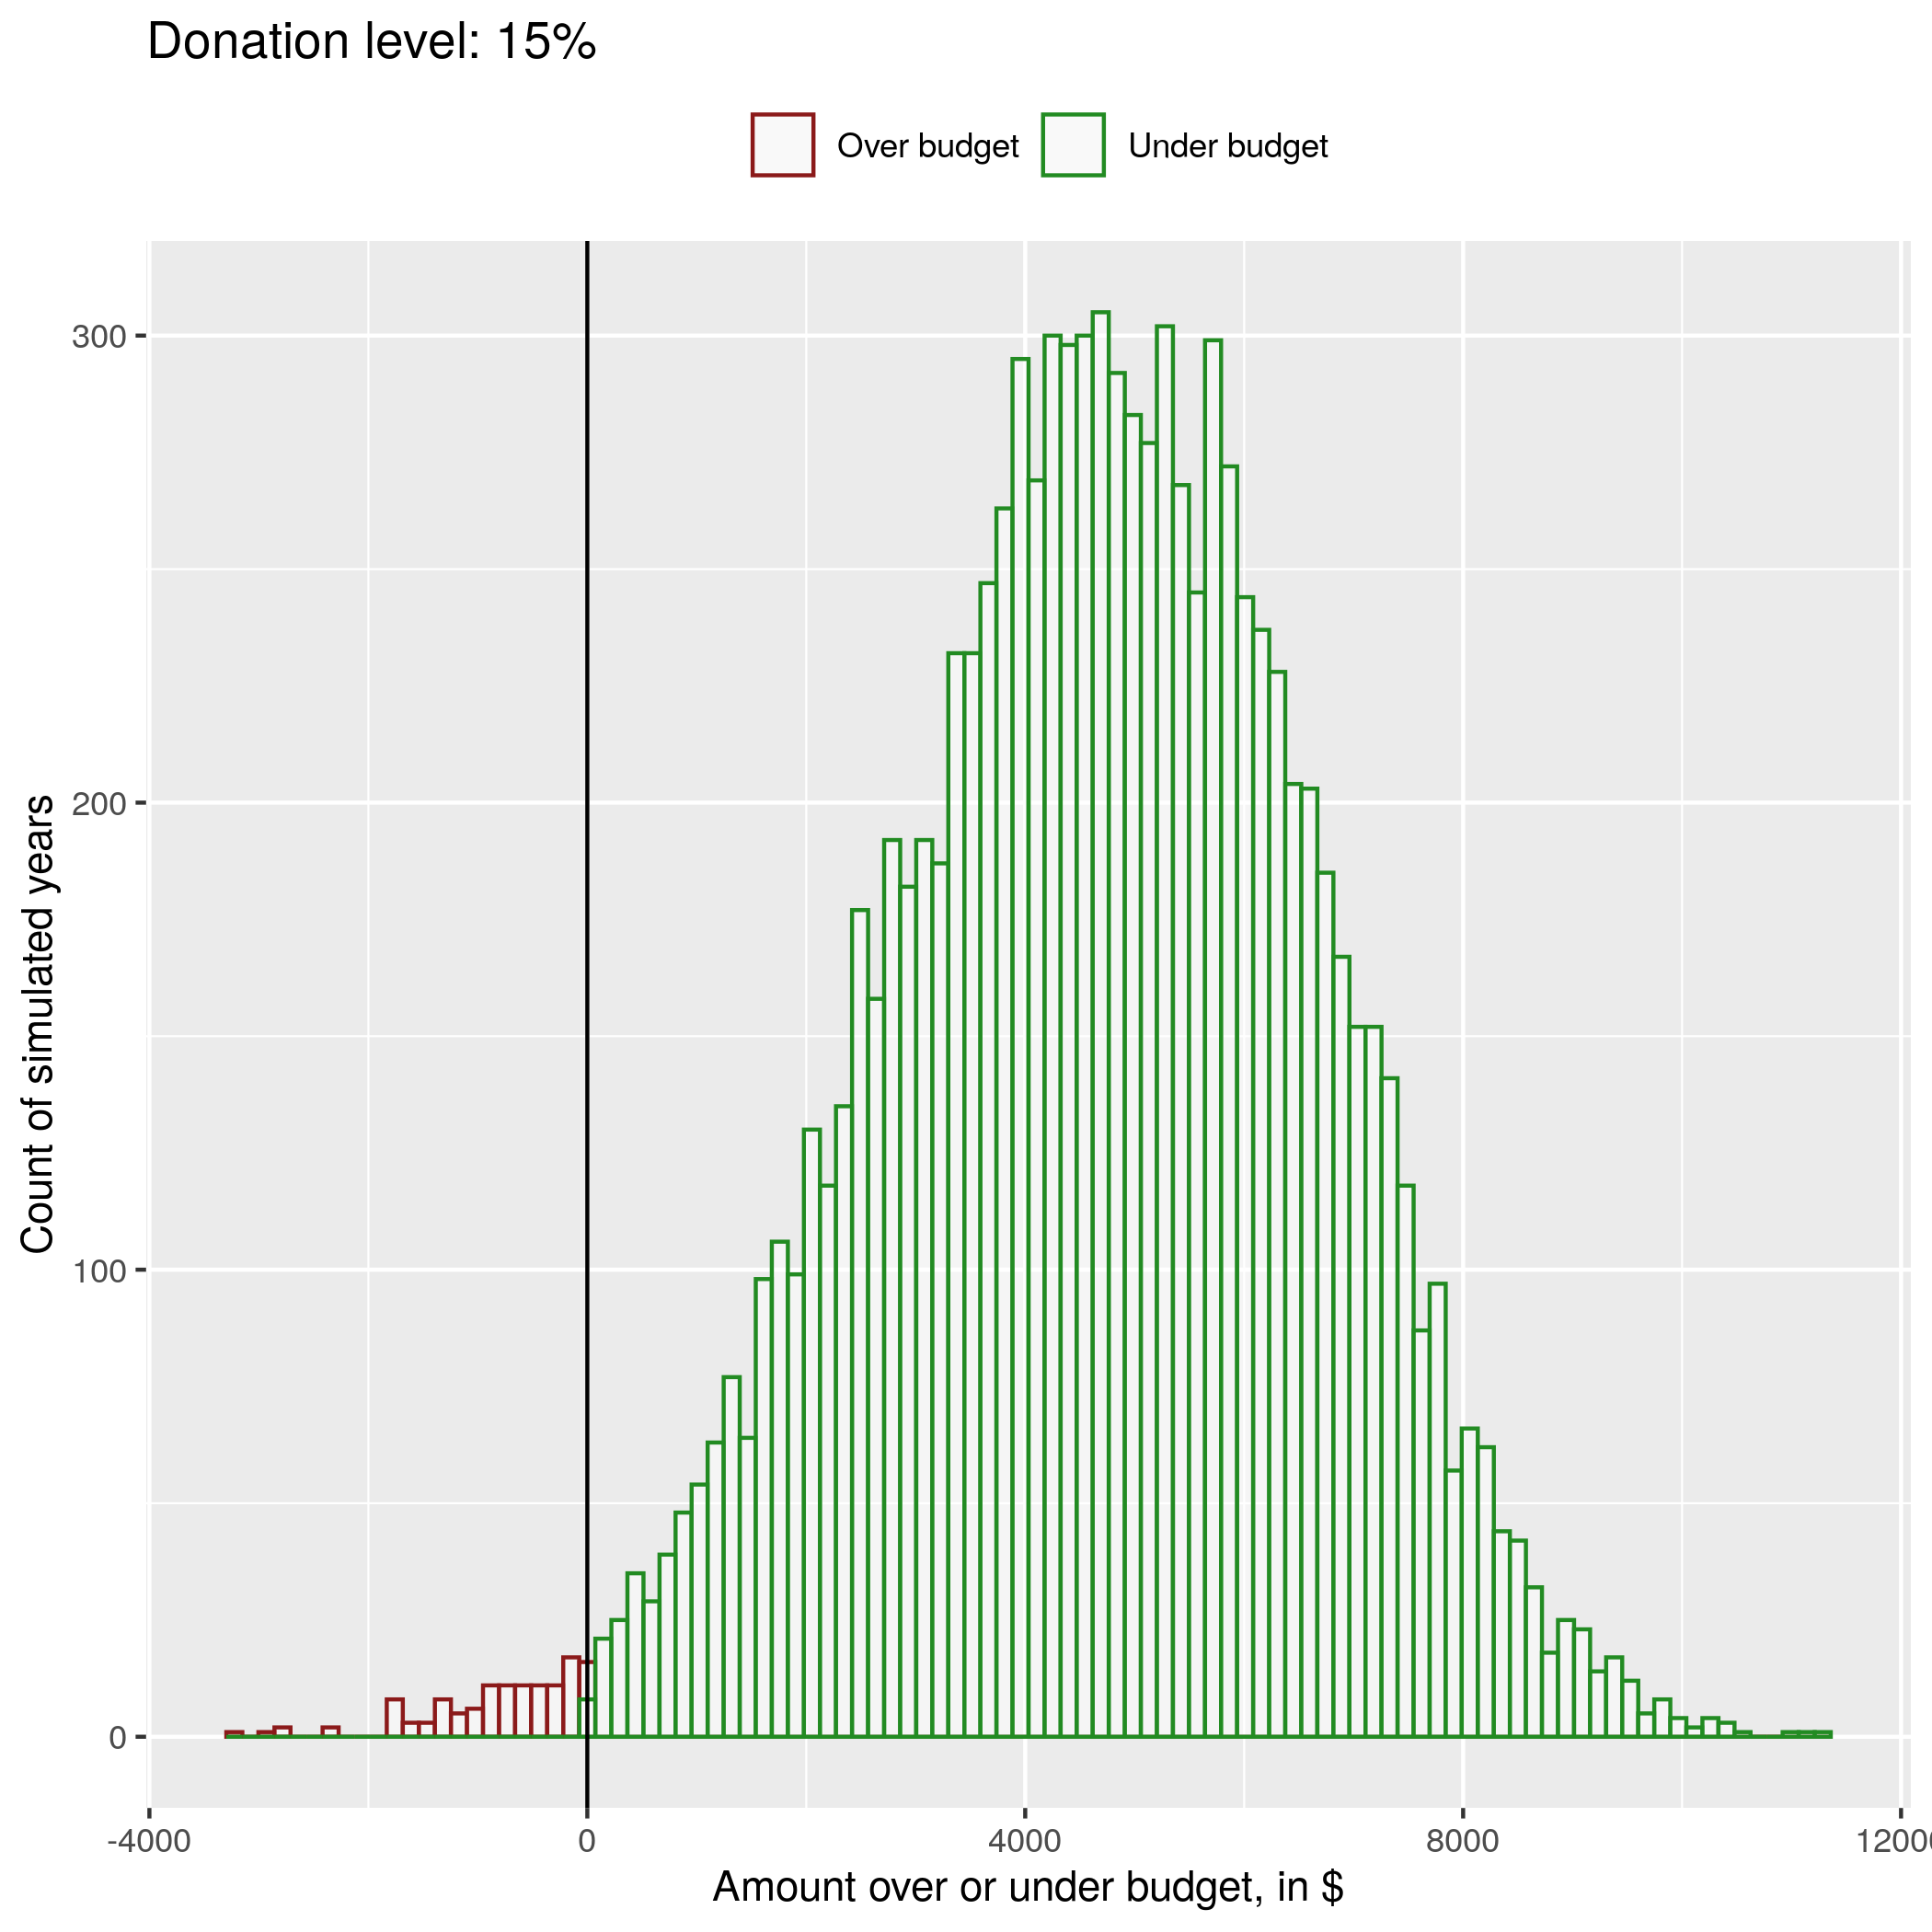 Donation level: 15%
Over budget
Under budget
Count of simulated years
300
200
100
0
-4000
0
4000
8000
1200
Amount over or under budget, in $